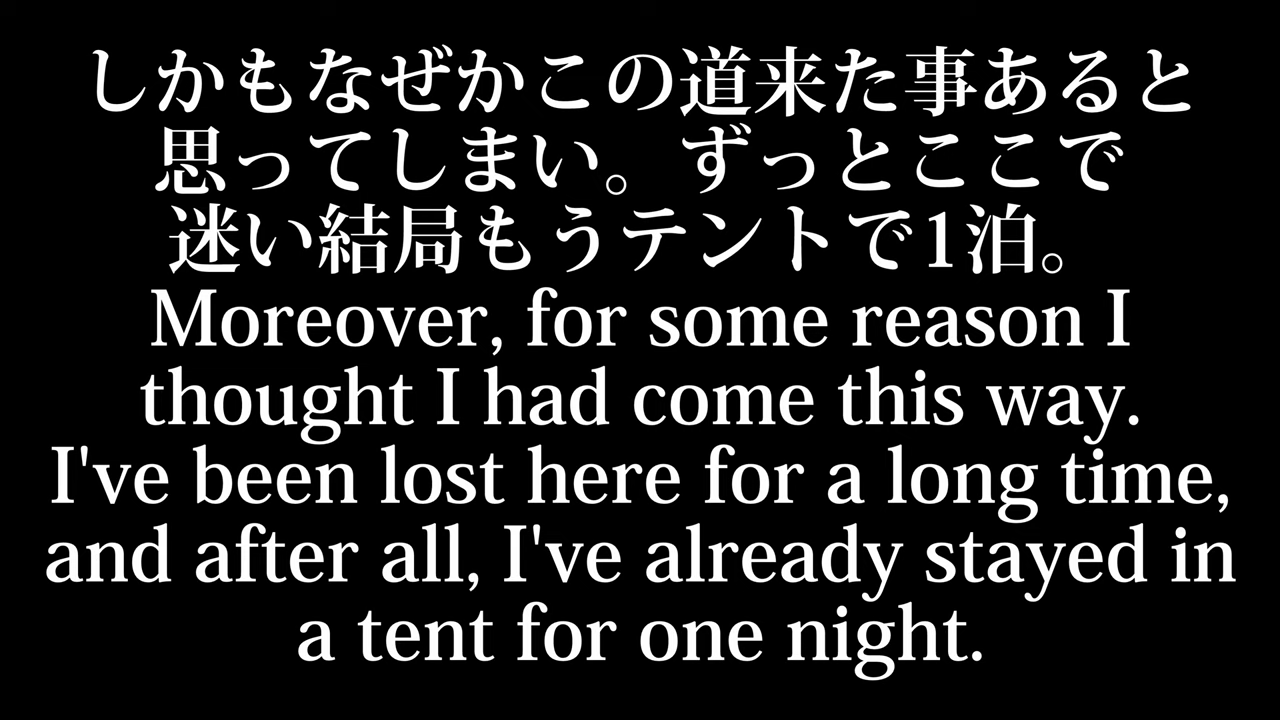 しかもなぜかこの道来た事あると
思ってしまい。ずっとここで
迷い結局もうテントで1泊。
Moreover, for some reason I
thought I had come this way.
I've been lost here for a long time,
and after all, I've already stayed in
a tent for one night.